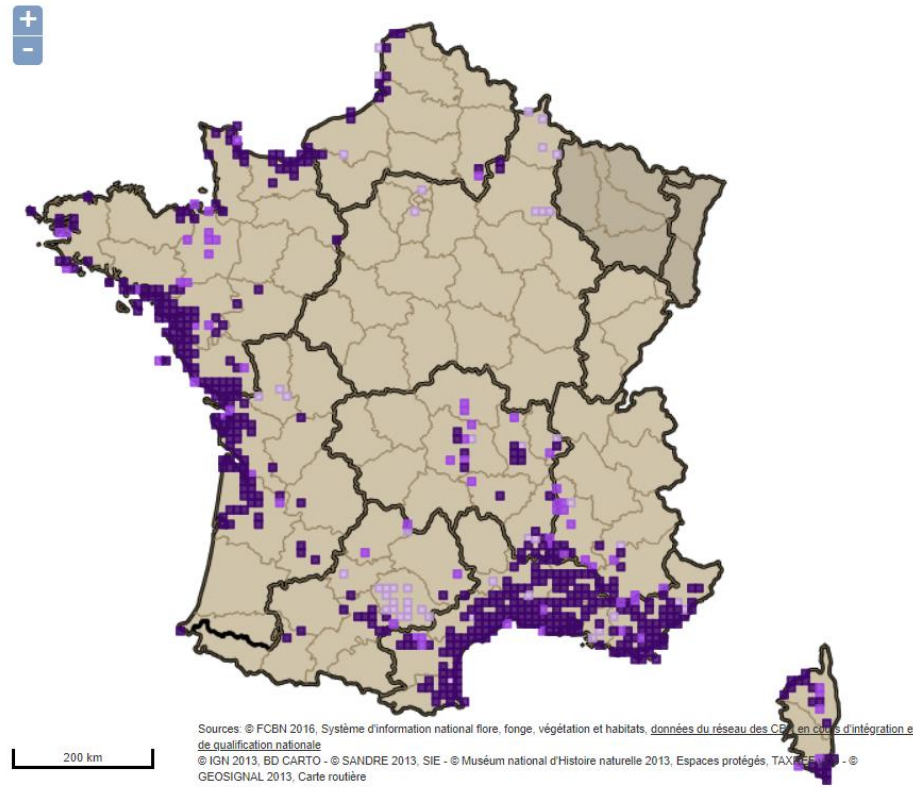 +
-
Sources: © FCBN 2016, Système d'information national flore, fonge, végétation et habitats, données du réseau des en d'intégration e
de qualification nationale
© IGN 2013, BD CARTO - © SANDRE 2013, SIE - © Muséum national d'Histoire naturelle 2013, Espaces protégés, - ©
GEOSIGNAL 2013, Carte routière
200 km